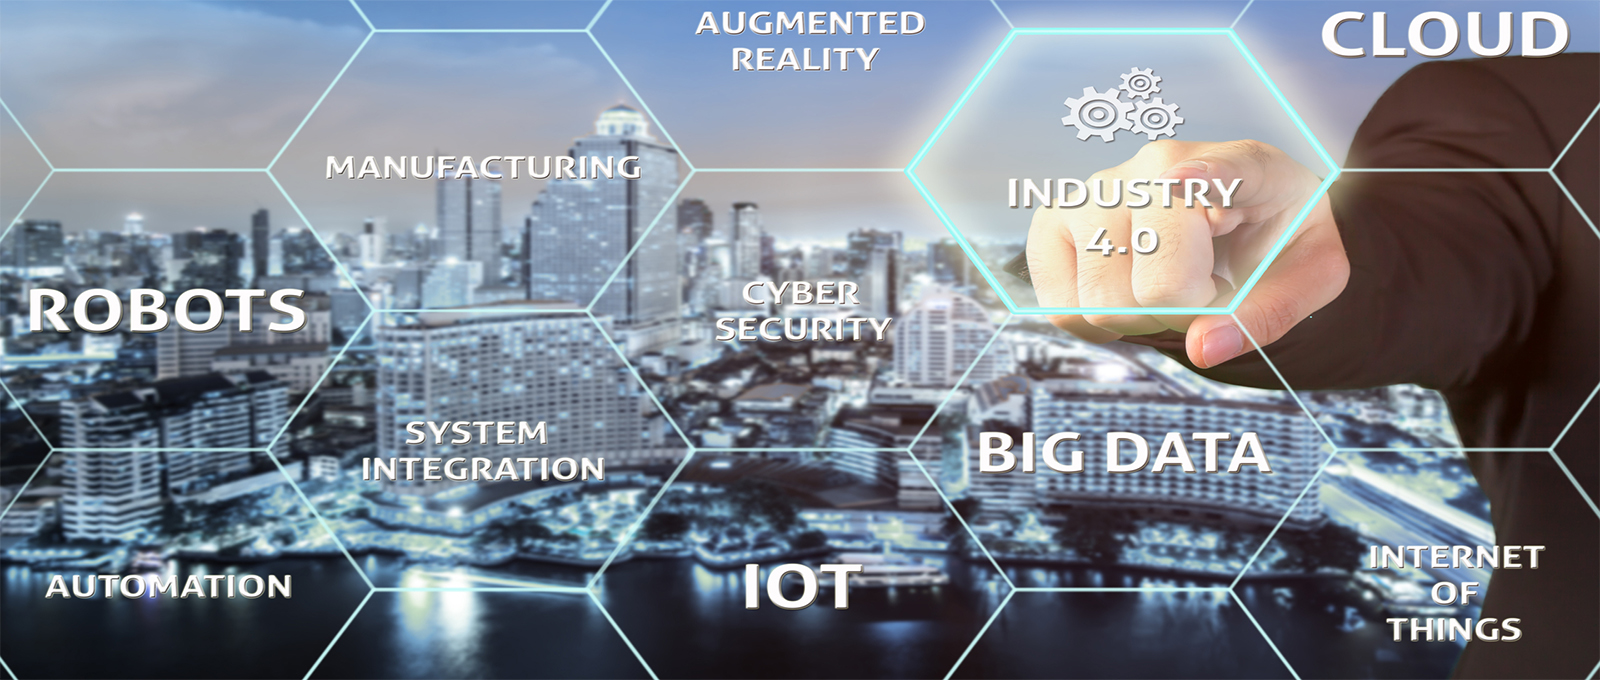 AUGMENTED
REALITY
CLOUD
MANUFACTURING
INDUSTRY
4.0
ROBOTS
CYBER
SECURITY
SYSTEM
INTEGRATION
BIG DATA
AUTOMATION
IOT
INTERNET
OF
THINGS